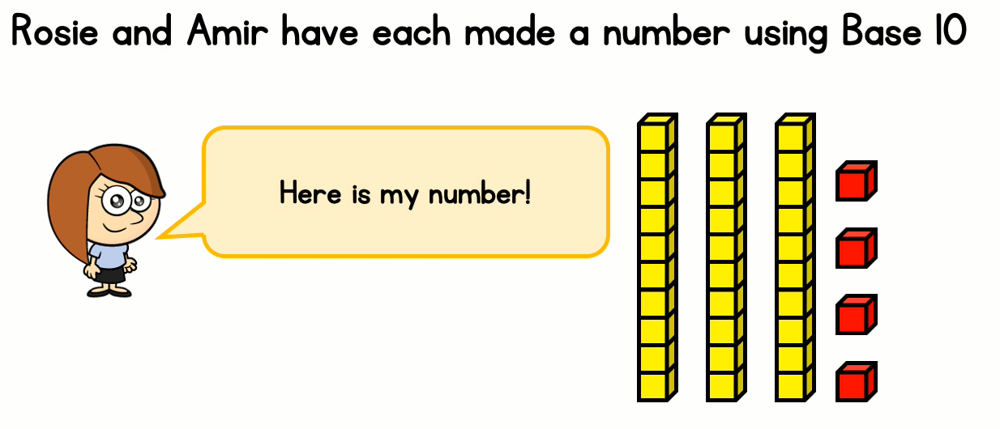 Rosie and Amir have each made a number using Base 10
Here is my number!